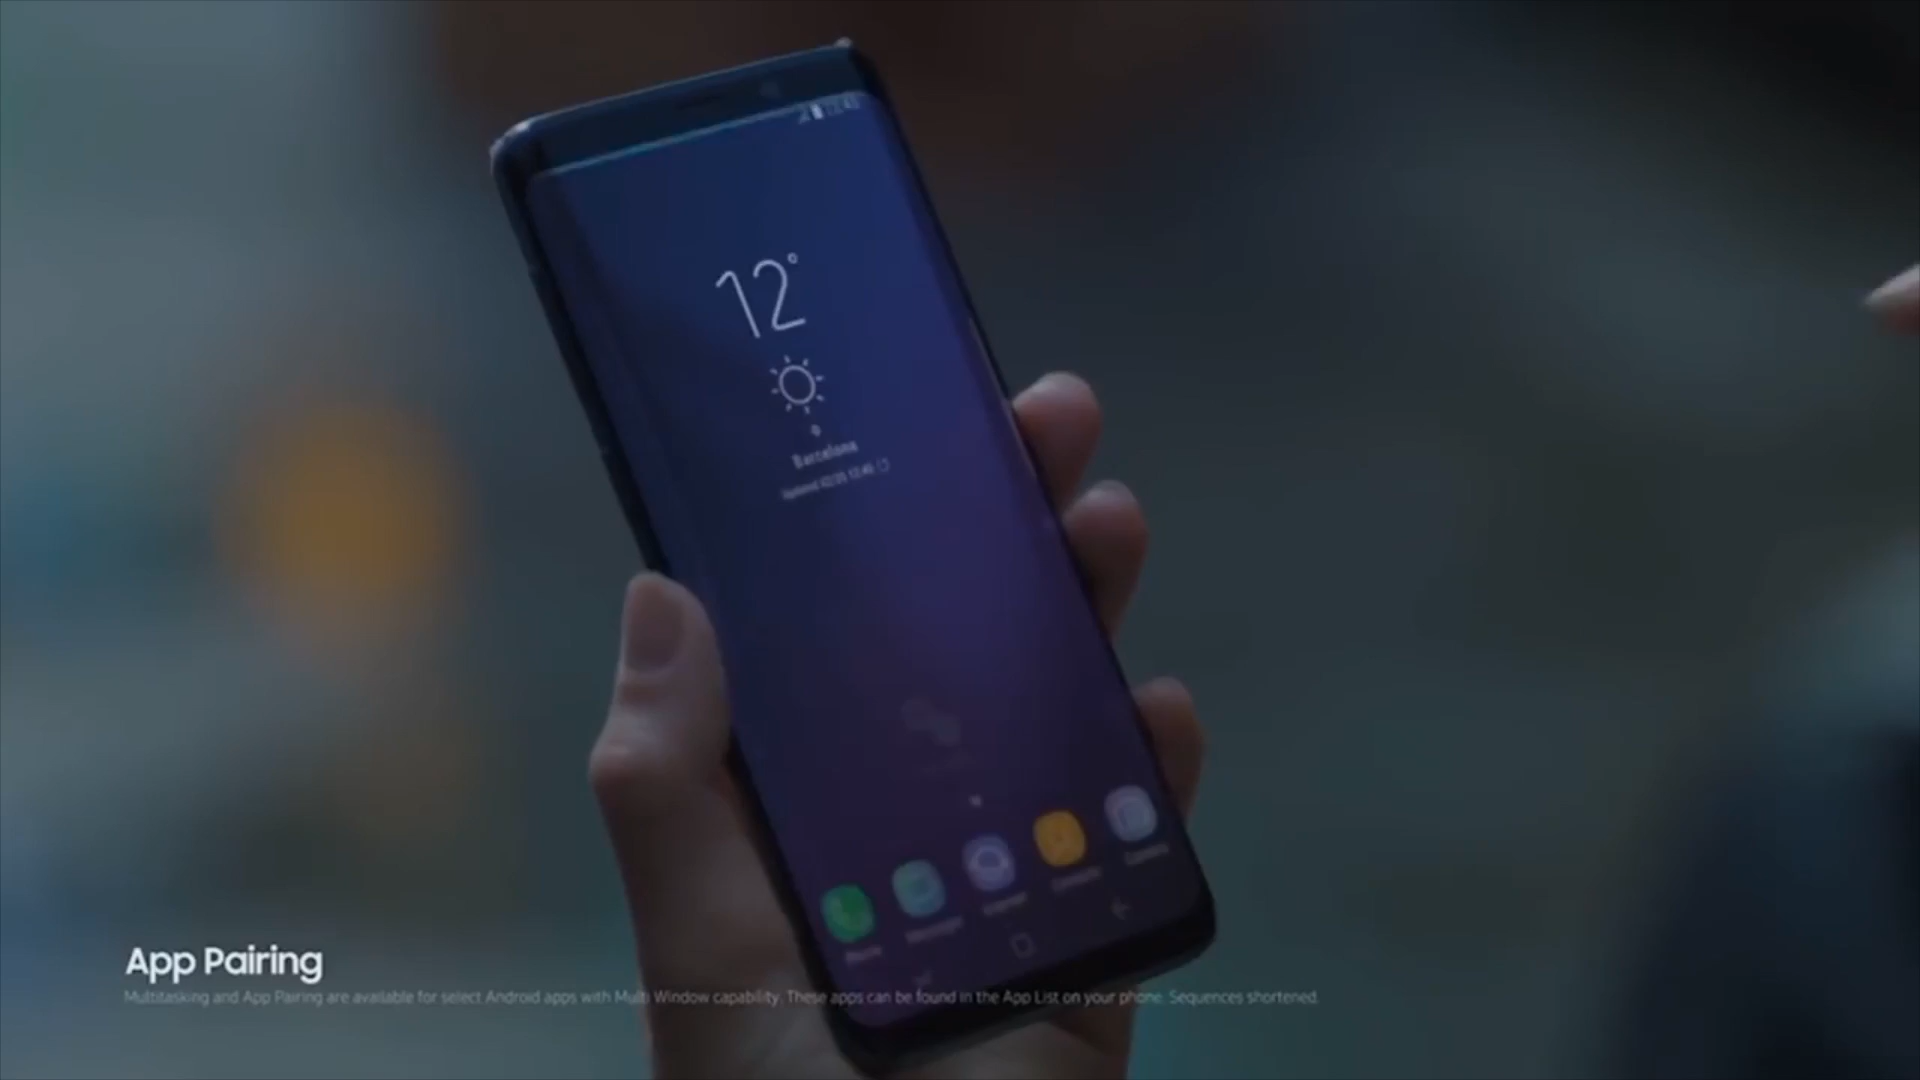 12°
Barcelona
Phone
App Pairing
Multitasking and App Pairing are available for select Android apps with Multi Window capability. These apps can be found in the App List on your phone. Sequences shortened.